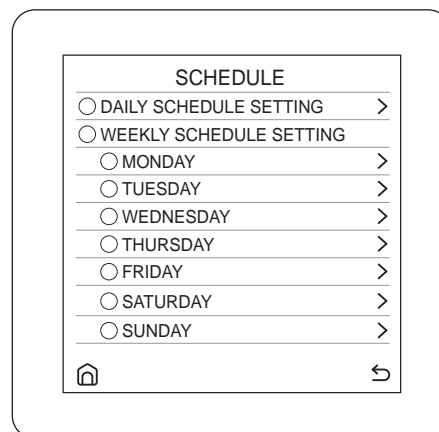 SCHEDULE
DAILY SCHEDULE SETTING
WEEKLY SCHEDULE SETTING
MONDAY
TUESDAY
WEDNESDAY
THURSDAY
FRIDAY
SATURDAY
SUNDAY